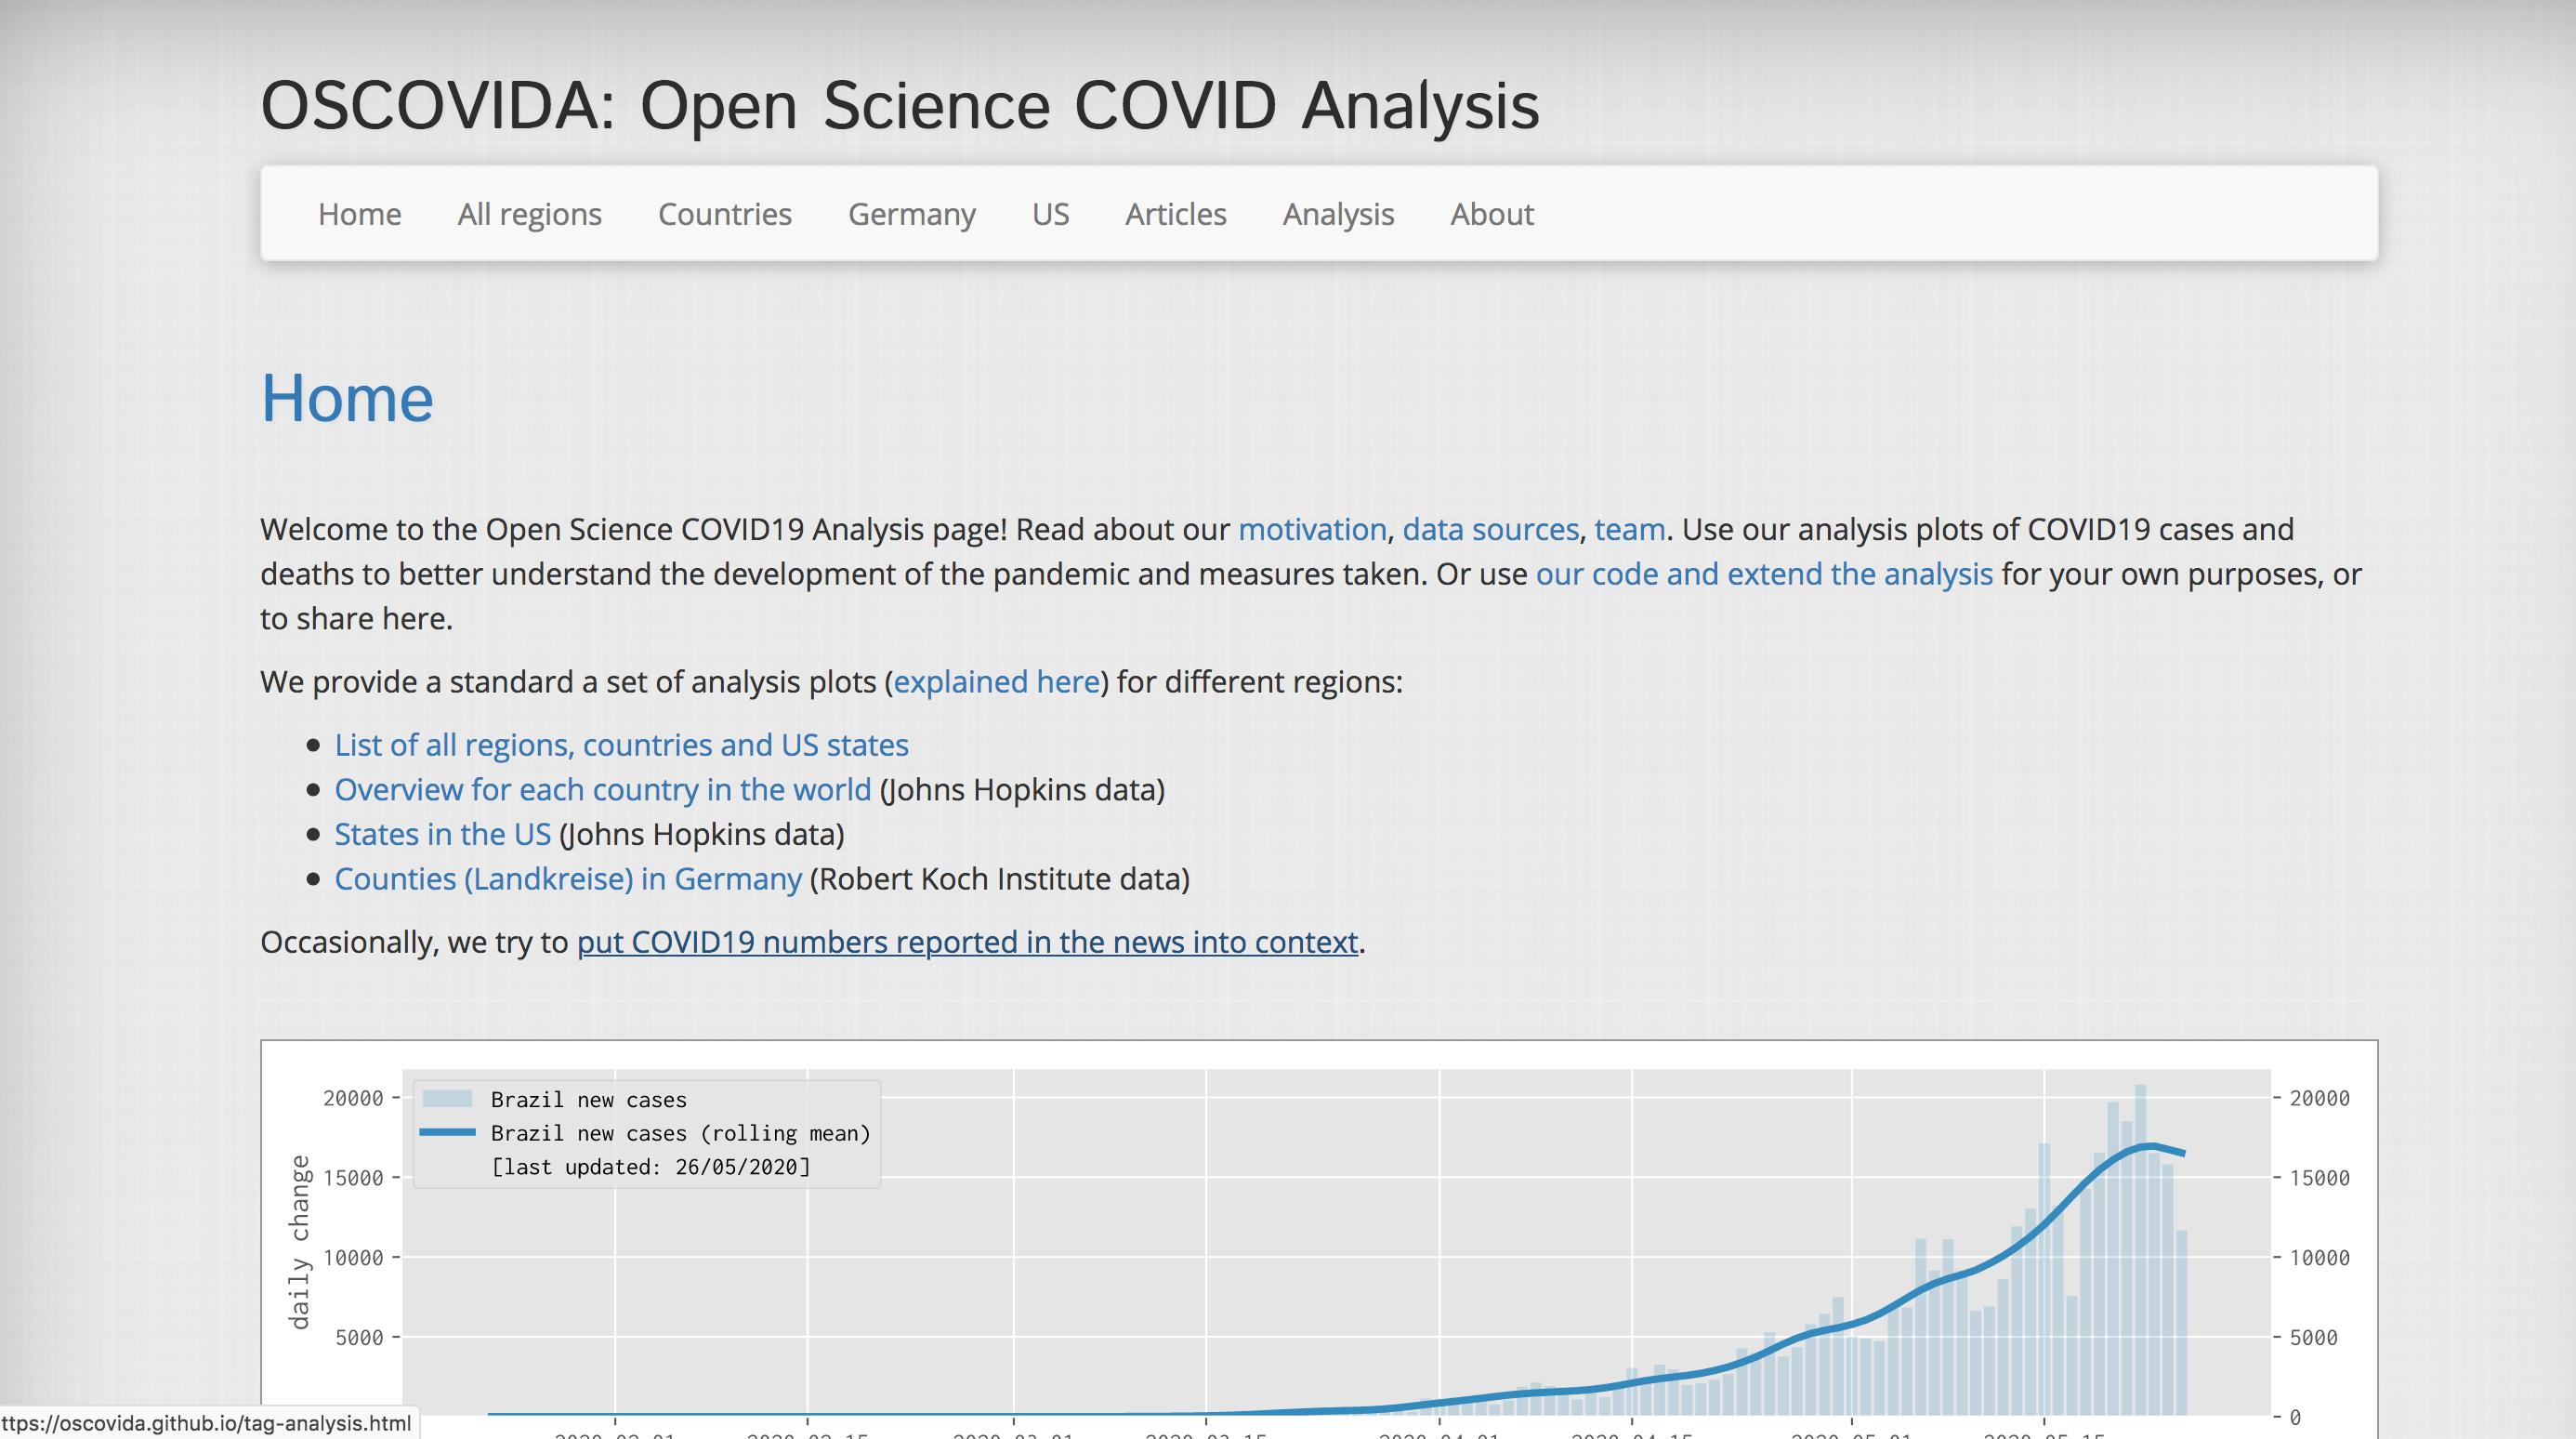 OSCOVIDA: Open Science COVID Analysis
Home All regions Countries Germany US Articles Analysis About
Home
Welcome to the Open Science COVID19 Analysis page! Read about our motivation, data sources, team. Use our analysis plots of COVID19 cases and
deaths to better understand the development of the pandemic and measures taken. Or use our code and extend the analysis for your own purposes, or
to share here.
We provide a standard a set of analysis plots (explained here) for different regions:
List of all regions, countries and US states
Overview for each country in the world (Johns Hopkins data)
States in the US (Johns Hopkins data)
Counties (Landkreise) in Germany (Robert Koch Institute data)
Occasionally, we try to put COVID19 numbers reported in the news into context.
Brazil new cases
Brazil new cases (rolling mean)
[last updated: 26/05/2020]
daily change
20000
15000
10000
5000
20000
15000
10000
5000
0
ttps://oscovida.github.io/tag-analysis.html